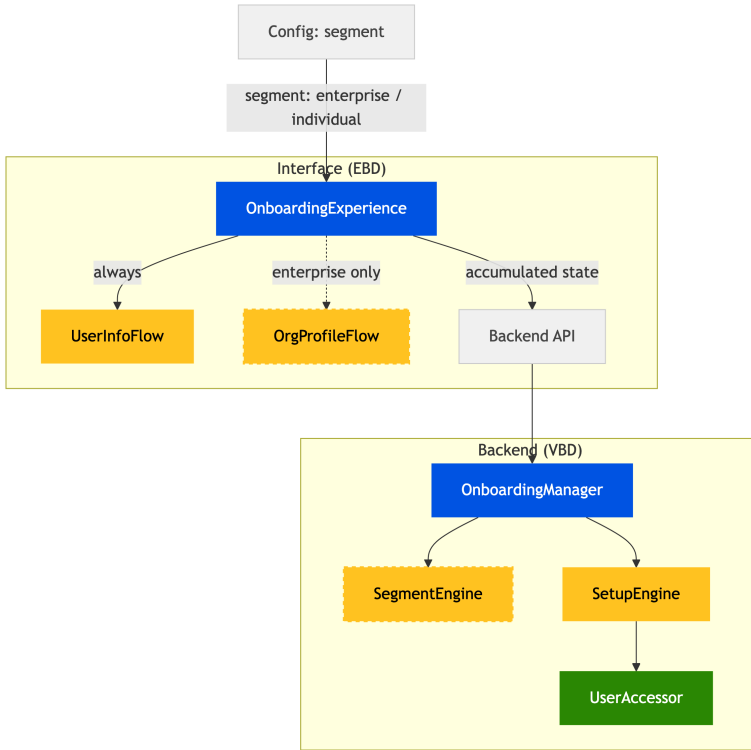 Config: segment
segment: enterprise /
individual
Interface (EBD)
OnboardingExperience
always
enterprise only
accumulated state
UserInfoFlow
OrgProfileFlow
Backend API
Backend (VBD)
OnboardingManager
SegmentEngine
SetupEngine
UserAccessor